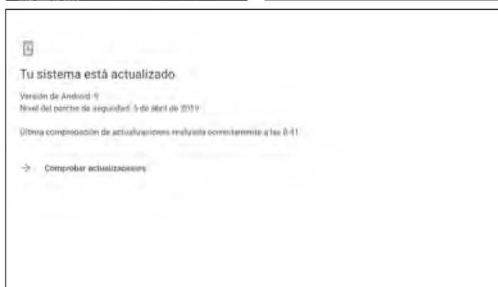 Tu sistema está actualizado
Versión de Android: 9
Nivel del parche de seguridad: 5 de abril de 2019
Última comprobación de actualizaciones realizada correctamente a las 8:41
Comprobar actualizaciones